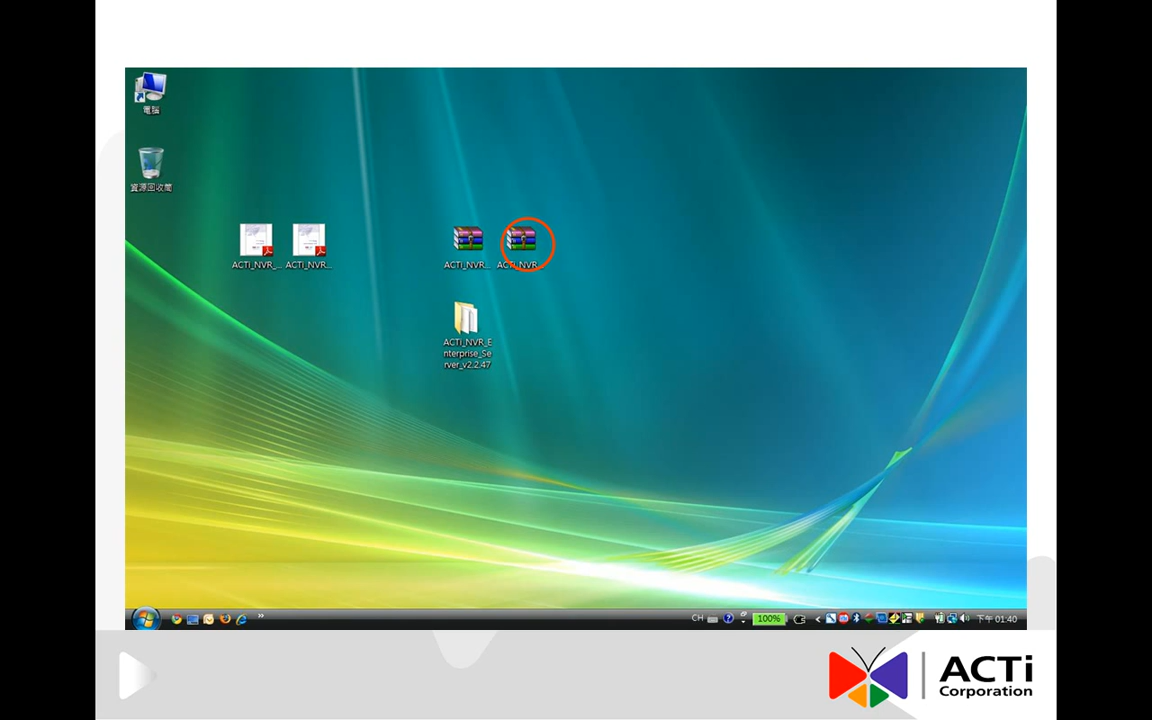 電腦
資源回收筒
ACTi_NVR_...
ACTi_NVR...
ACTi_NVR...
ACTi_NVR...
ACTi_NVR_E
nterprise_Se
rver_v2.2.47
CH
100%
下午 01:40
ACTi
Corporation